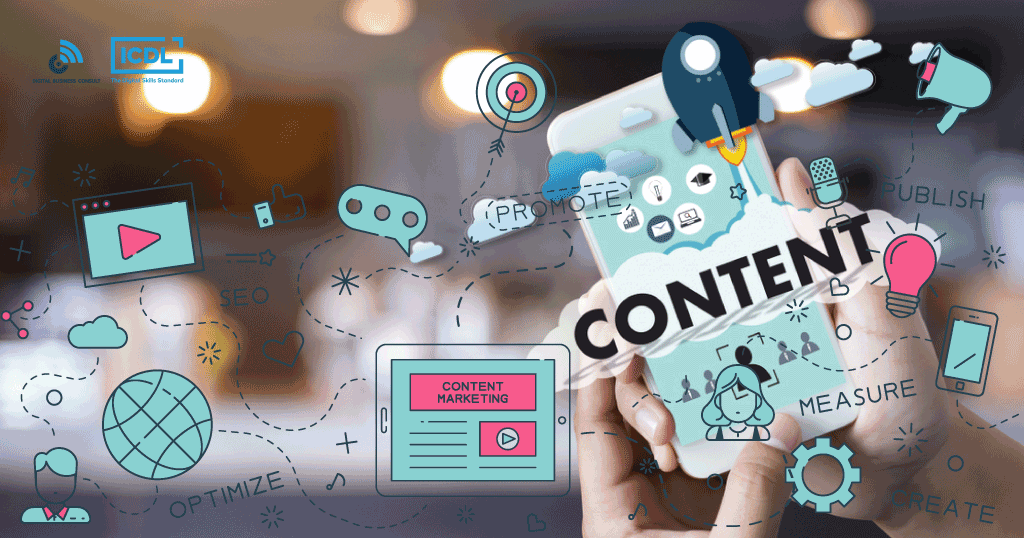 ICDL
PROMOTE
PUBLISH
CONTENT
SEO
CONTENT
MARKETING
MEASURE
OPTIMIZE
CREATE